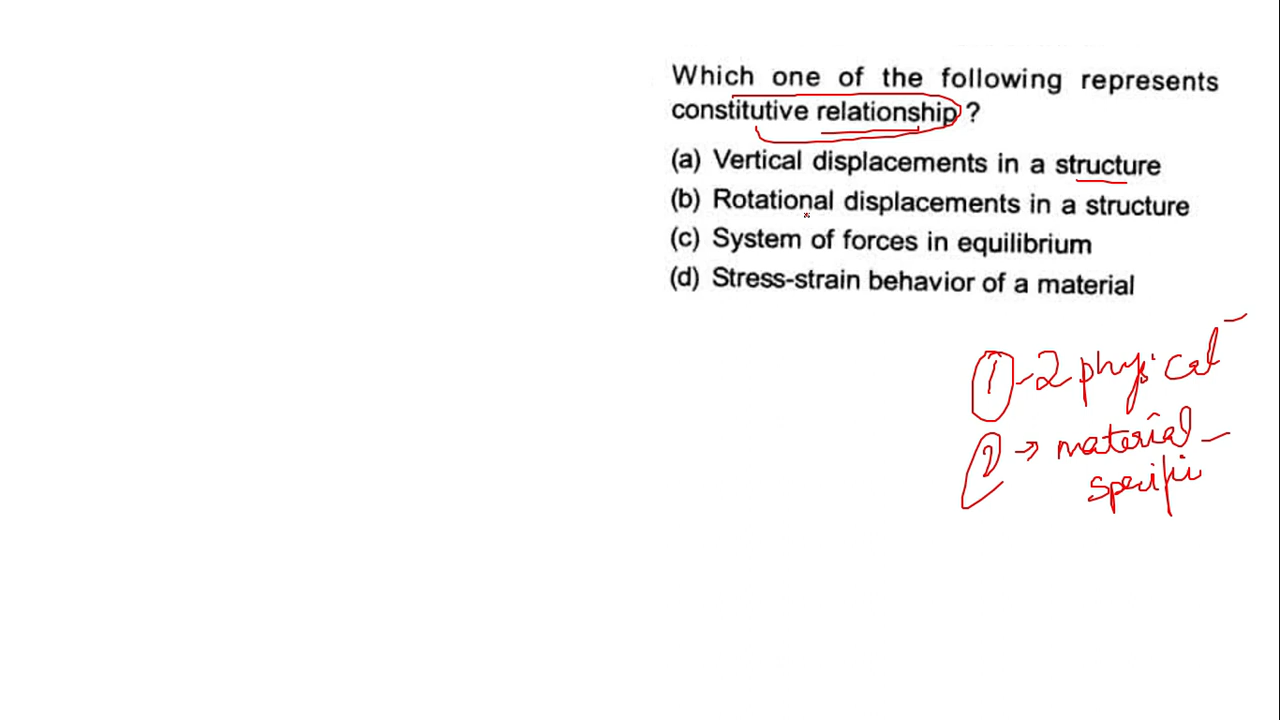 Which one of the following represents
constitutive relationship ?
(a) Vertical displacements in a structure
(b) Rotational displacements in a structure
(c) System of forces in equilibrium
(d) Stress-strain behavior of a material
1 - 2 physical
2 → material
specific